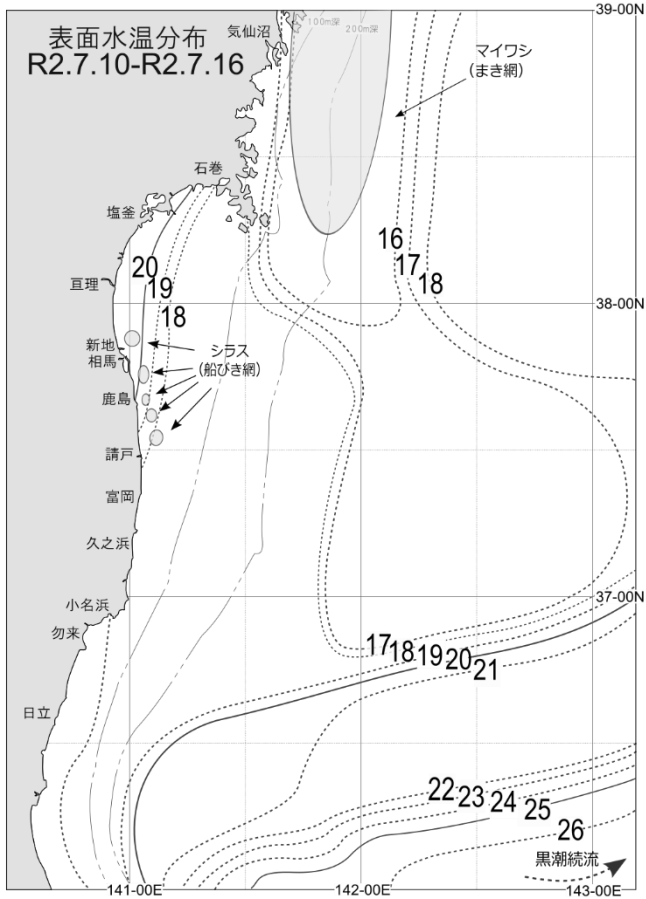 表面水温分布
R2.7.10-R2.7.16
気仙沼
100m深
200m深
39-00N
マイワシ
(まき網)
石巻
塩釜
亘理
20
19
18
16
17
18
38-00N
新地
相馬
鹿島
請戸
シラス
(船びき網)
富岡
久之浜
小名浜
勿来
日立
37-00N
17
18
19
20
21
22
23
24
25
26
黒潮続流
141-00E
142-00E
143-00E